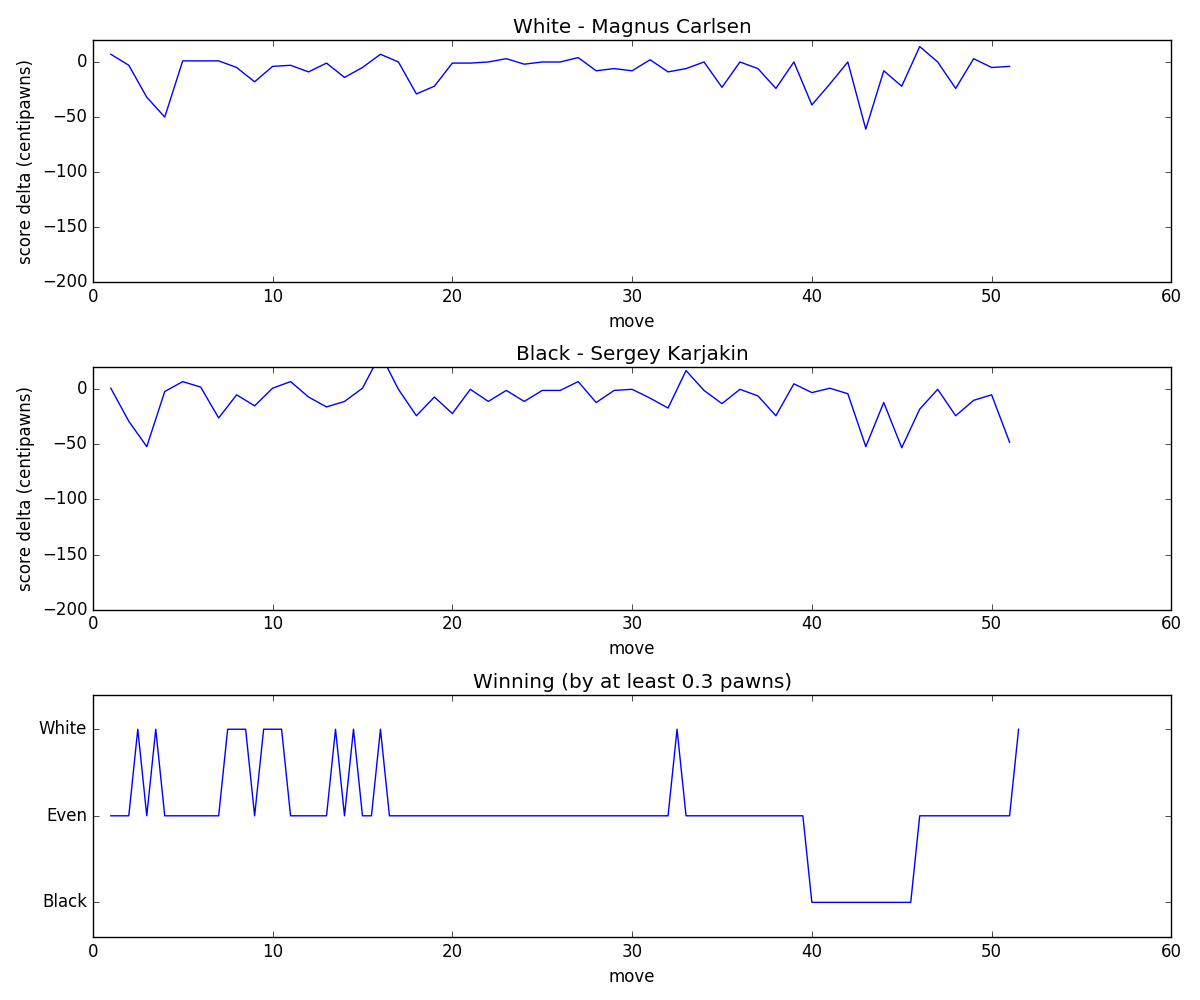 White - Magnus Carlsen
score delta (centipawns)
0
−50
−100
−150
−200
0 10 20 30 40 50 60
move
Black - Sergey Karjakin
score delta (centipawns)
0
−50
−100
−150
−200
0 10 20 30 40 50 60
move
Winning (by at least 0.3 pawns)
White
Even
Black
0 10 20 30 40 50 60
move